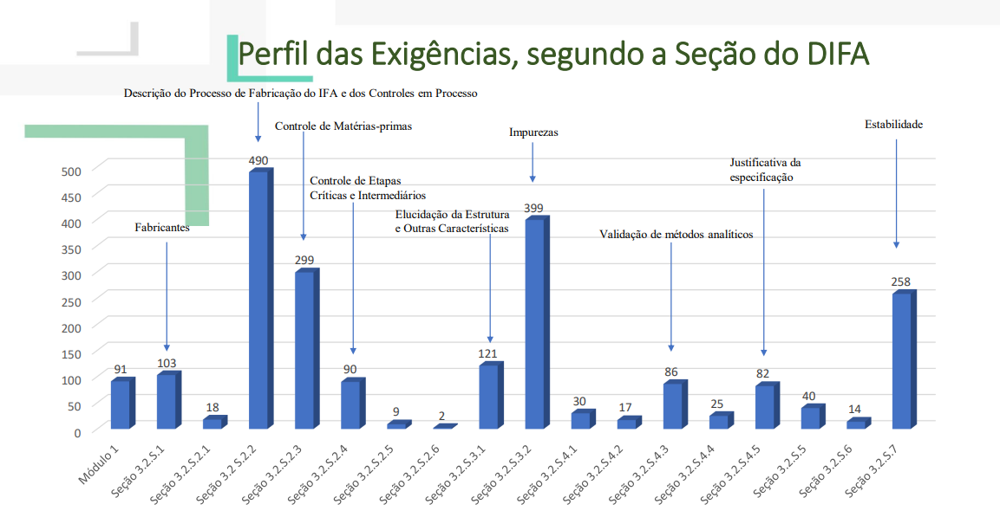 Perfil das Exigências, segundo a Seção do DIFA
Descrição do Processo de Fabricação do IFA e dos Controles em Processo
Controle de Matérias-primas
Impurezas
Estabilidade
Justificativa da
especificação
Controle de Etapas
Críticas e Intermediários
Elucidação da Estrutura
e Outras Características
Fabricantes
Validação de métodos analíticos
500
450
400
350
300
250
200
150
100
50
0
91
103
18
490
299
90
9
2
121
399
30
17
86
25
82
40
14
258
Módulo 1
Seção 3.2.S.1
Seção 3.2.S.2.1
Seção 3.2 S.2.2
Seção 3.2.S.2.3
Seção 3.2.S.2.4
Seção 3.2.S.2.5
Seção 3.2.S.2.6
Seção 3.2.S.3.1
Seção 3.2.S.3.2
Seção 3.2.S.4.1
Seção 3.2.S.4.2
Seção 3.2.S.4.3
Seção 3.2.S.4.4
Seção 3.2.S.4.5
Seção 3.2.S.5
Seção 3.2.S.6
Seção 3.2.S.7